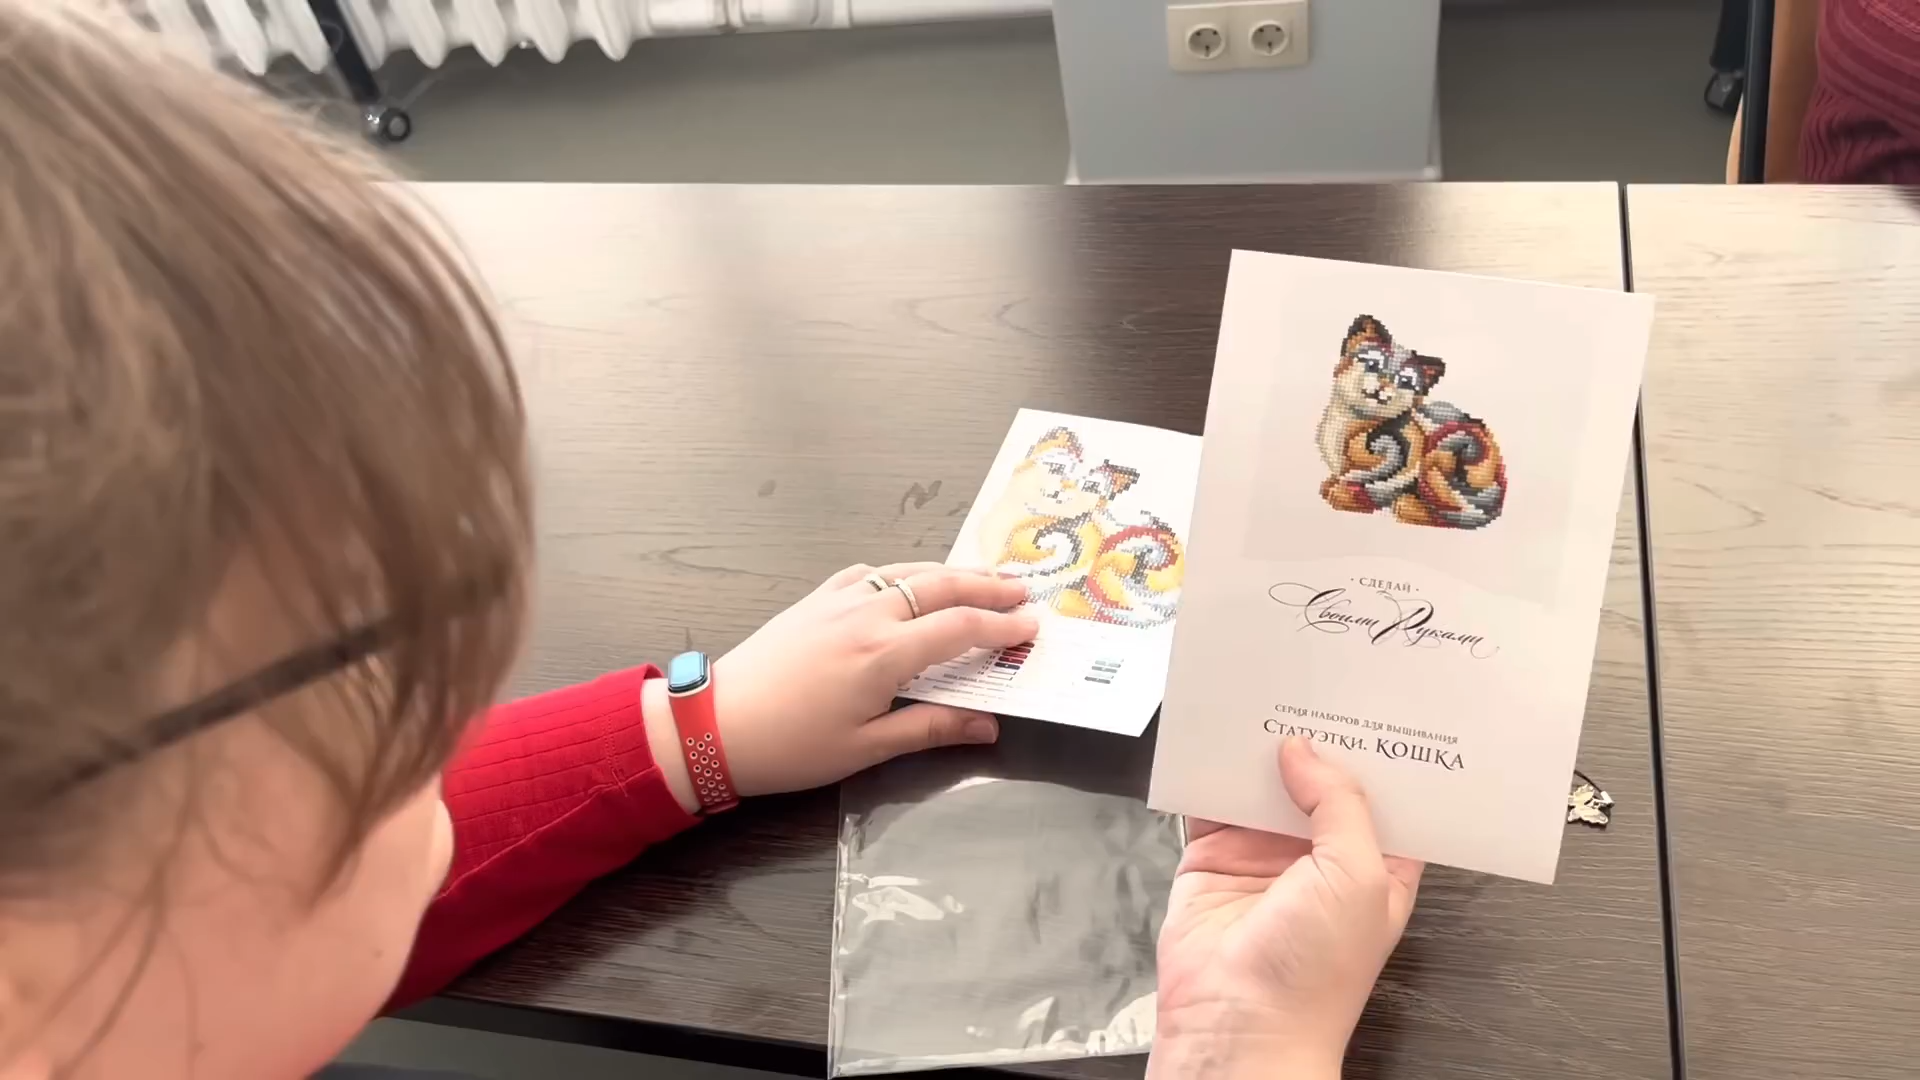 · СДЕЛАЙ ·
Своими Руками
СЕРИЯ НАБОРОВ ДЛЯ ВЫШИВАНИЯ
СТАТУЭТКИ. КОШКА